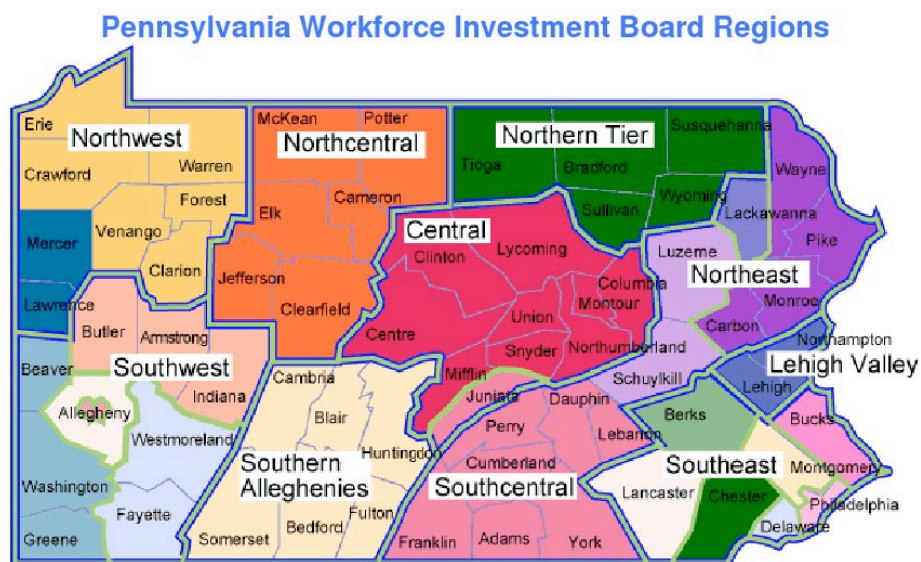 Pennsylvania Workforce Investment Board Regions
Erie
Northwest
Crawford
Warren
Forest
Mercer
Venango
Clarion
Lawrence
McKean
Potter
Northcentral
Cameron
Elk
Jefferson
Clearfield
Northern Tier
Susquehanna
Tioga
Bradford
Wyoming
Sullivan
Central
Clinton
Lycoming
Columbia
Montour
Union
Centre
Snyder
Northumberland
Mifflin
Wayne
Lackawanna
Pike
Luzerne
Northeast
Monroe
Carbon
Schuylkill
Northampton
Lehigh Valley
Lehigh
Butler
Armstrong
Beaver
Southwest
Indiana
Allegheny
Westmoreland
Washington
Fayette
Greene
Cambria
Blair
Huntingdon
Southern
Alleghenies
Fulton
Bedford
Somerset
Juniata
Dauphin
Perry
Lebanon
Cumberland
Southcentral
Franklin
Adams
York
Berks
Bucks
Southeast
Montgomery
Lancaster
Chester
Philadelphia
Delaware